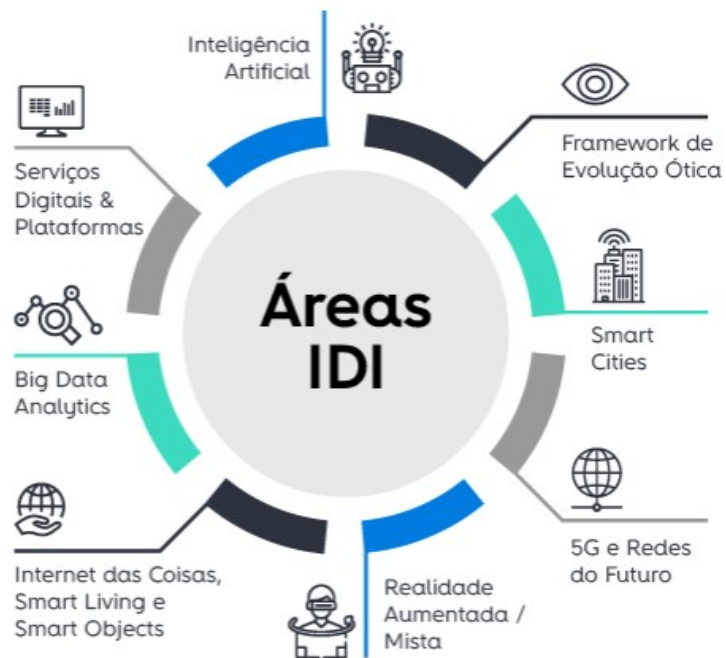 Inteligência
Artificial
Framework de
Evolução Ótica
Smart
Cities
5G e Redes
do Futuro
Realidade
Aumentada /
Mista
Internet das Coisas,
Smart Living e
Smart Objects
Big Data
Analytics
Serviços
Digitais &
Plataformas
Áreas
IDI